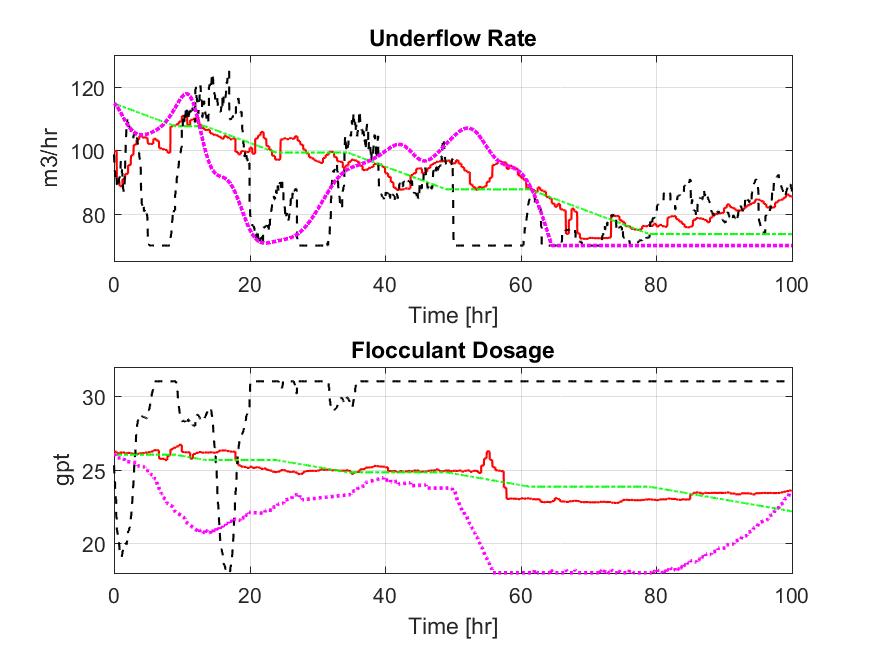 Underflow Rate
120
100
80
m3/hr
0 20 40 60 80 100
Time [hr]
Flocculant Dosage
30
25
20
gpt
0 20 40 60 80 100
Time [hr]